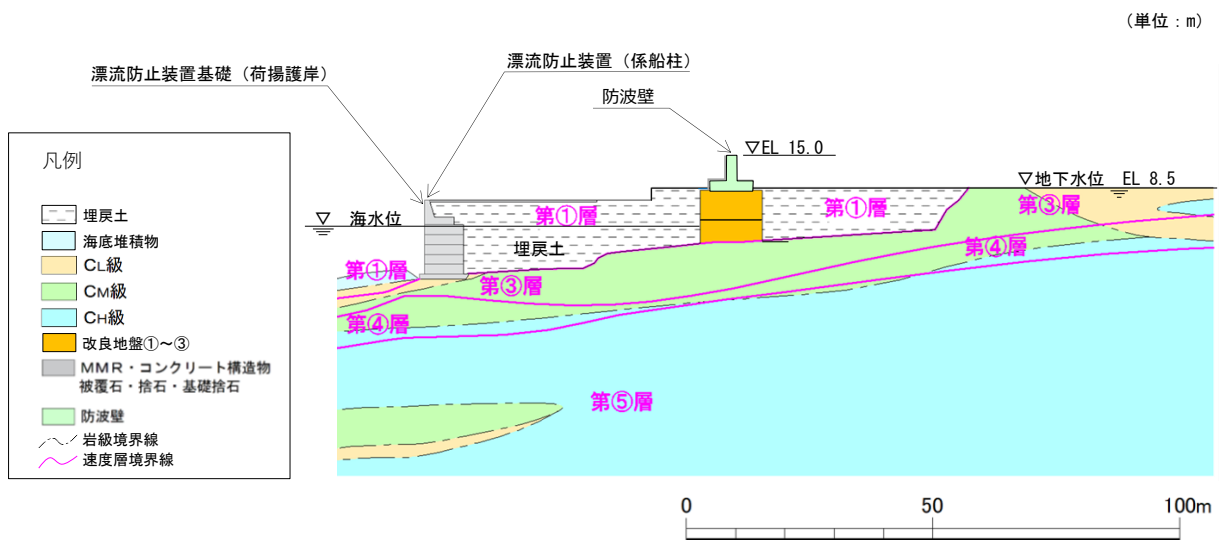 （単位：m）
漂流防止装置（係船柱）
漂流防止装置基礎（荷揚護岸）
防波壁
▽EL 15.0
凡例
埋戻土
海底堆積物
CL級
CM級
CH級
改良地盤①～③
MMR・コンクリート構造物
被覆石・捨石・基礎捨石
防波壁
岩級境界線
速度層境界線
▽地下水位 EL 8.5
▽ 海水位
第①層
第①層
第③層
埋戻土
第④層
第①層
第③層
第④層
第⑤層
0 50 100m